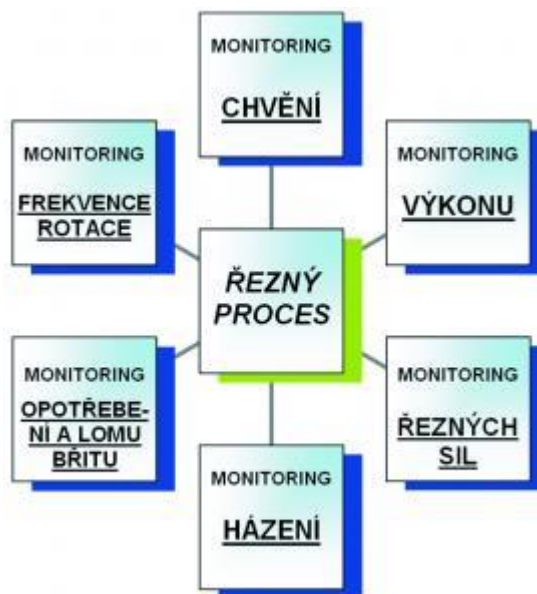 MONITORING
CHVĚNÍ
MONITORING
FREKVENCE
ROTACE
MONITORING
VÝKONU
ŘEZNÝ
PROCES
MONITORING
OPOTŘEBE-
NÍ A LOMU
BŘITU
MONITORING
ŘEZNÝCH
SIL
MONITORING
HÁZENÍ